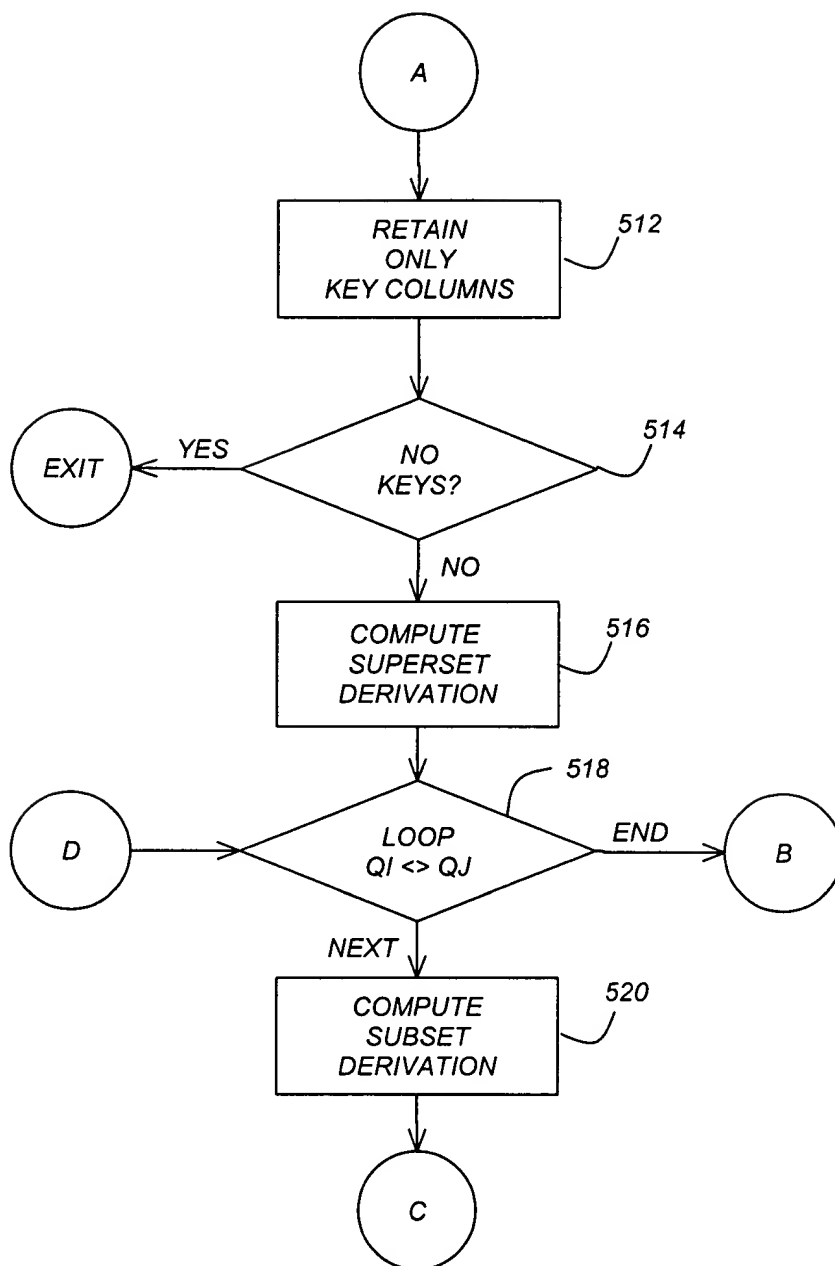 A
RETAIN
ONLY
KEY COLUMNS
512
EXIT
YES
NO
KEYS?
514
NO
COMPUTE
SUPERSET
DERIVATION
516
D
LOOP
QI <> QJ
518
END
B
NEXT
COMPUTE
SUBSET
DERIVATION
520
C